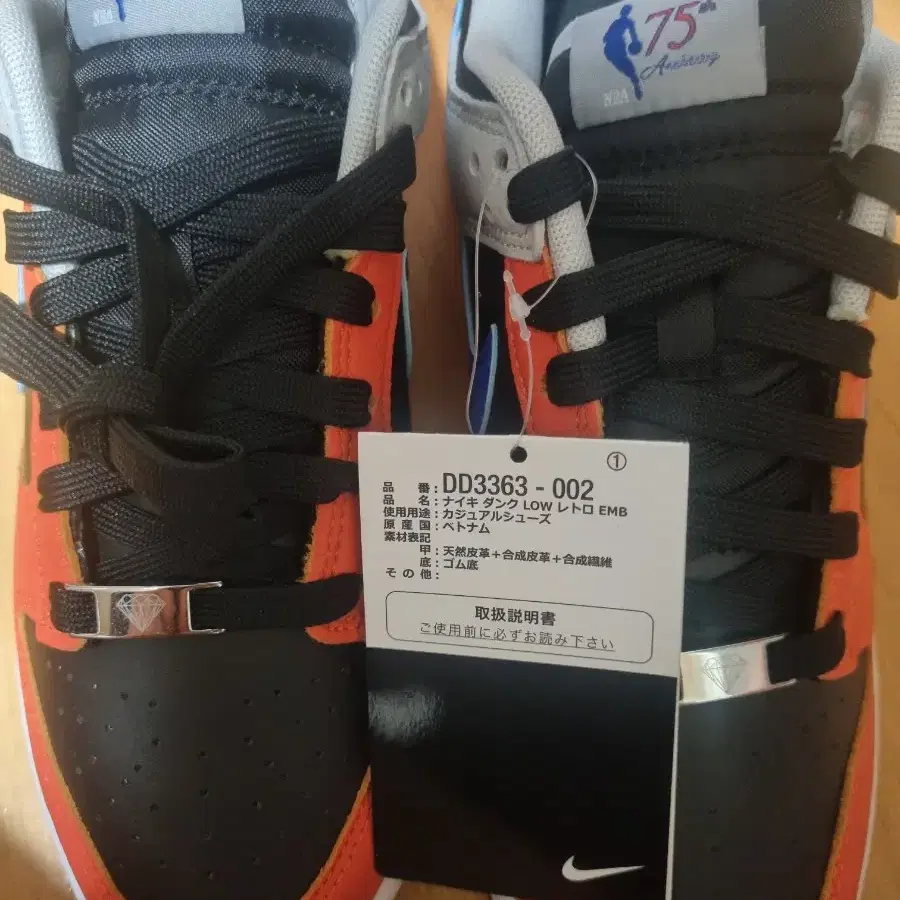 75th
Anniversary
NBA
NBA
①
品 番 : DD3363 - 002
品 名 : ナイキ ダンク LOW レトロ EMB
使用用途 : カジュアルシューズ
原 産 国 : ベトナム
素材表記
甲 : 天然皮革＋合成皮革＋合成繊維
底 : ゴム底
そ の 他 :
取扱説明書
ご使用前に必ずお読み下さい